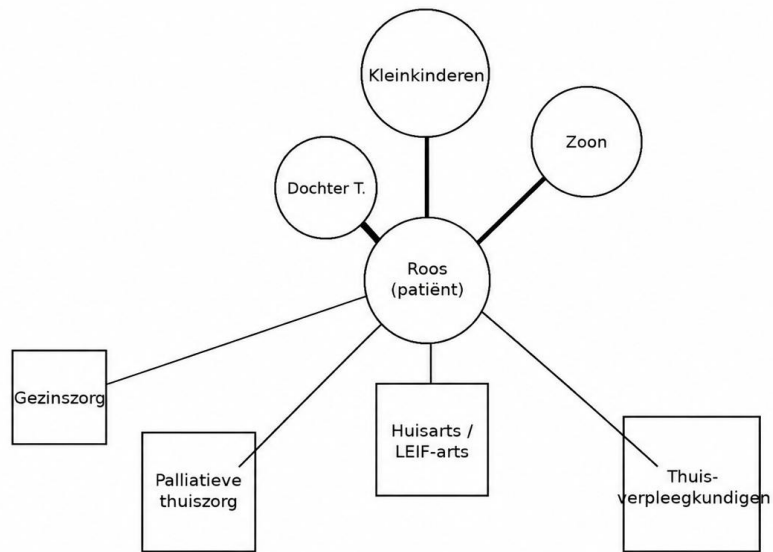 Kleinkinderen
Zoon
Dochter T.
Roos
(patiënt)
Gezinszorg
Huisarts /
LEIF-arts
Palliatieve
thuiszorg
Thuis-
verpleegkundigen